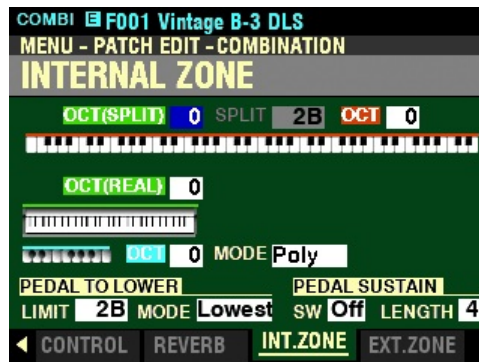 COMBI E F001 Vintage B-3 DLS
MENU - PATCH EDIT - COMBINATION
INTERNAL ZONE
OCT(SPLIT) 0 SPLIT 2B OCT 0
OCT(REAL) 0
OCT 0 MODE Poly
PEDAL TO LOWER PEDAL SUSTAIN
LIMIT 2B MODE Lowest SW Off LENGTH 4
CONTROL REVERB INT.ZONE EXT.ZONE